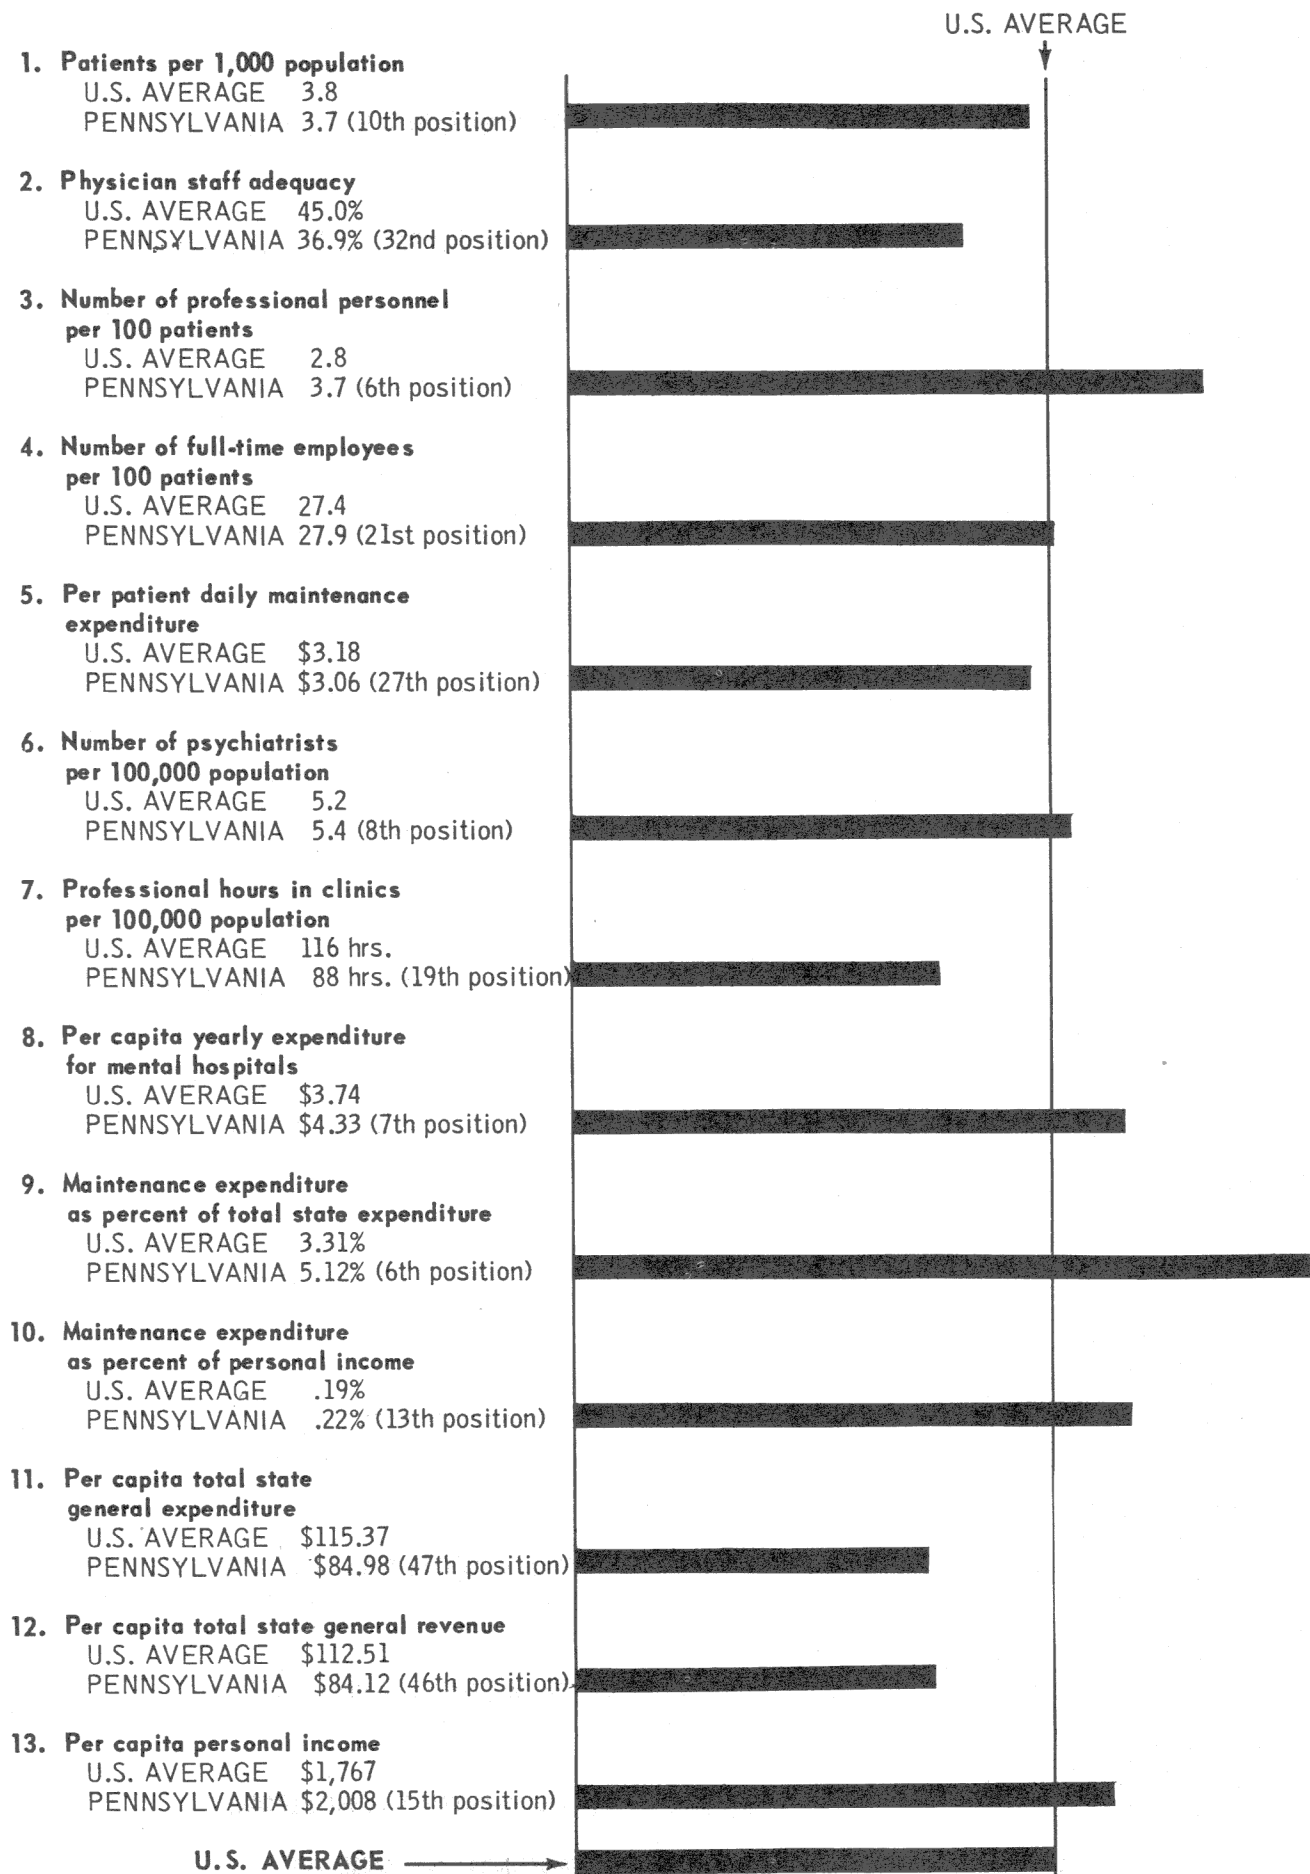 U.S. AVERAGE
1. Patients per 1,000 population
U.S. AVERAGE 3.8
PENNSYLVANIA 3.7 (10th position)
2. Physician staff adequacy
U.S. AVERAGE 45.0%
PENNSYLVANIA 36.9% (32nd position)
3. Number of professional personnel
per 100 patients
U.S. AVERAGE 2.8
PENNSYLVANIA 3.7 (6th position)
4. Number of full-time employees
per 100 patients
U.S. AVERAGE 27.4
PENNSYLVANIA 27.9 (21st position)
5. Per patient daily maintenance
expenditure
U.S. AVERAGE $3.18
PENNSYLVANIA $3.06 (27th position)
6. Number of psychiatrists
per 100,000 population
U.S. AVERAGE 5.2
PENNSYLVANIA 5.4 (8th position)
7. Professional hours in clinics
per 100,000 population
U.S. AVERAGE 116 hrs.
PENNSYLVANIA 88 hrs. (19th position)
8. Per capita yearly expenditure
for mental hospitals
U.S. AVERAGE $3.74
PENNSYLVANIA $4.33 (7th position)
9. Maintenance expenditure
as percent of total state expenditure
U.S. AVERAGE 3.31%
PENNSYLVANIA 5.12% (6th position)
10. Maintenance expenditure
as percent of personal income
U.S. AVERAGE .19%
PENNSYLVANIA .22% (13th position)
11. Per capita total state
general expenditure
U.S. AVERAGE $115.37
PENNSYLVANIA $84.98 (47th position)
12. Per capita total state general revenue
U.S. AVERAGE $112.51
PENNSYLVANIA $84.12 (46th position)
13. Per capita personal income
U.S. AVERAGE $1,767
PENNSYLVANIA $2,008 (15th position)
U.S. AVERAGE